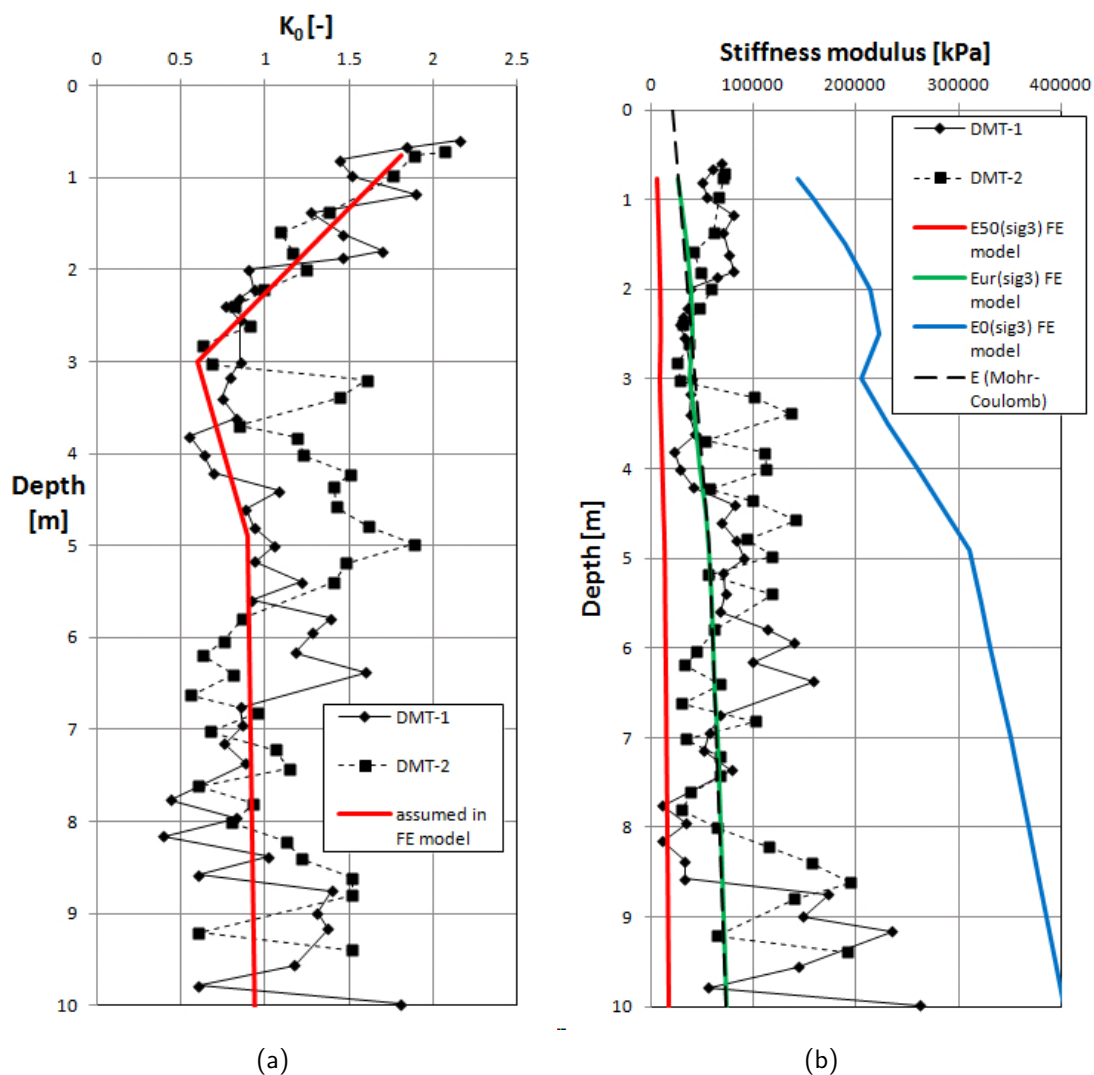 K₀ [-]
0 0.5 1 1.5 2 2.5
0
1
2
3
4
5
6
7
8
9
10
Depth
[m]
DMT-1
DMT-2
assumed in
FE model
(a)
Stiffness modulus [kPa]
0 100000 200000 300000 400000
0
1
2
3
4
5
6
7
8
9
10
Depth [m]
DMT-1
DMT-2
E50(sig3) FE
model
Eur(sig3) FE
model
E0(sig3) FE
model
E (Mohr-
Coulomb)
(b)